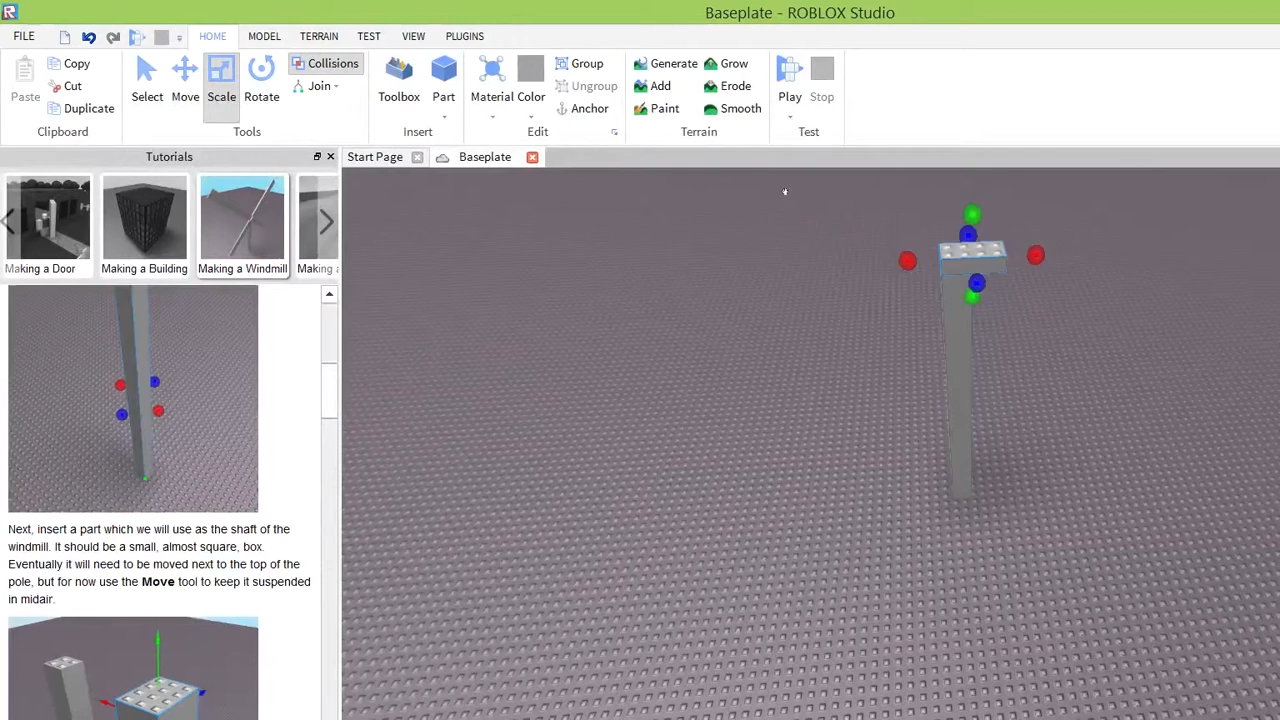 Baseplate - ROBLOX Studio
FILE HOME MODEL TERRAIN TEST VIEW PLUGINS
Paste Copy Cut Duplicate
Select Move Scale Rotate Collisions Join
Toolbox Part
Material Color Group Ungroup Anchor
Generate Grow Add Erode Paint Smooth
Play Stop
Clipboard Tools Insert Edit Terrain Test
Tutorials
Start Page Baseplate
Making a Door Making a Building Making a Windmill Making a
Next, insert a part which we will use as the shaft of the
windmill. It should be a small, almost square, box.
Eventually it will need to be moved next to the top of the
pole, but for now use the Move tool to keep it suspended
in midair.